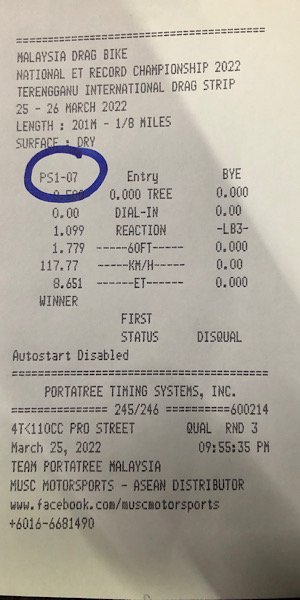 ========================================
MALAYSIA DRAG BIKE
NATIONAL ET RECORD CHAMPIONSHIP 2022
TERENGGANU INTERNATIONAL DRAG STRIP
25 - 26 MARCH 2022
LENGTH : 201M - 1/8 MILES
SURFACE : DRY
========================================
PS1-07 Entry BYE
0.500 0.000 TREE 0.000
0.00 DIAL-IN 0.00
1.099 REACTION -LB3-
1.779 ------60FT----- 0.000
117.77 -----KM/H----- 0.00
8.651 ------ET------ 0.000
WINNER
FIRST
STATUS DISQUAL
Autostart Disabled
========================================
PORTATREE TIMING SYSTEMS, INC.
=============== 245/246 ==========600214
4T<110CC PRO STREET QUAL RND 3
March 25, 2022 09:55:35 PM
TEAM PORTATREE MALAYSIA
MUSC MOTORSPORTS - ASEAN DISTRIBUTOR
www.facebook.com/muscmotorsports
+6016-6681490